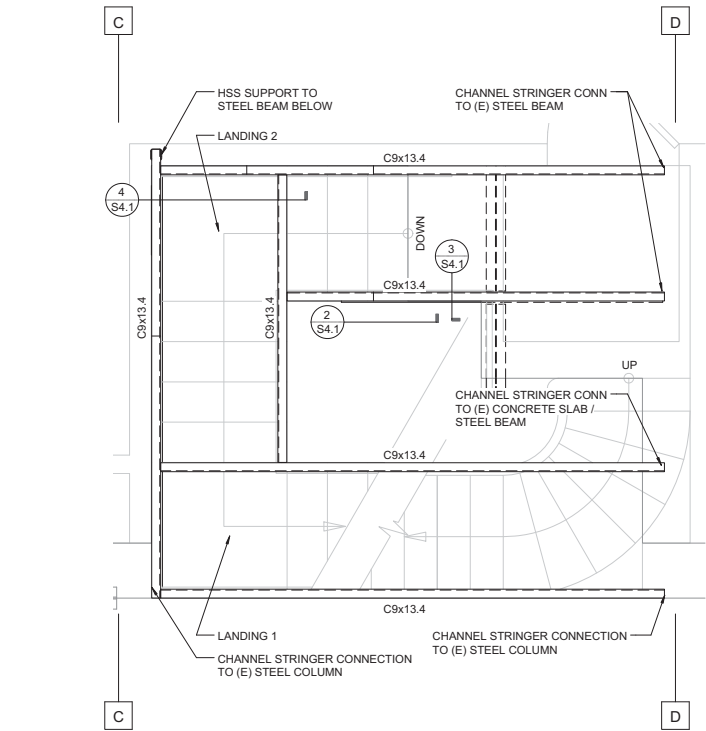 C
D
HSS SUPPORT TO
STEEL BEAM BELOW
CHANNEL STRINGER CONN
TO (E) STEEL BEAM
LANDING 2
C9x13.4
4
S4.1
DOWN
3
S4.1
C9x13.4
C9x13.4
C9x13.4
2
S4.1
UP
CHANNEL STRINGER CONN
TO (E) CONCRETE SLAB /
STEEL BEAM
C9x13.4
C9x13.4
LANDING 1
CHANNEL STRINGER CONNECTION
TO (E) STEEL COLUMN
CHANNEL STRINGER CONNECTION
TO (E) STEEL COLUMN
C
D